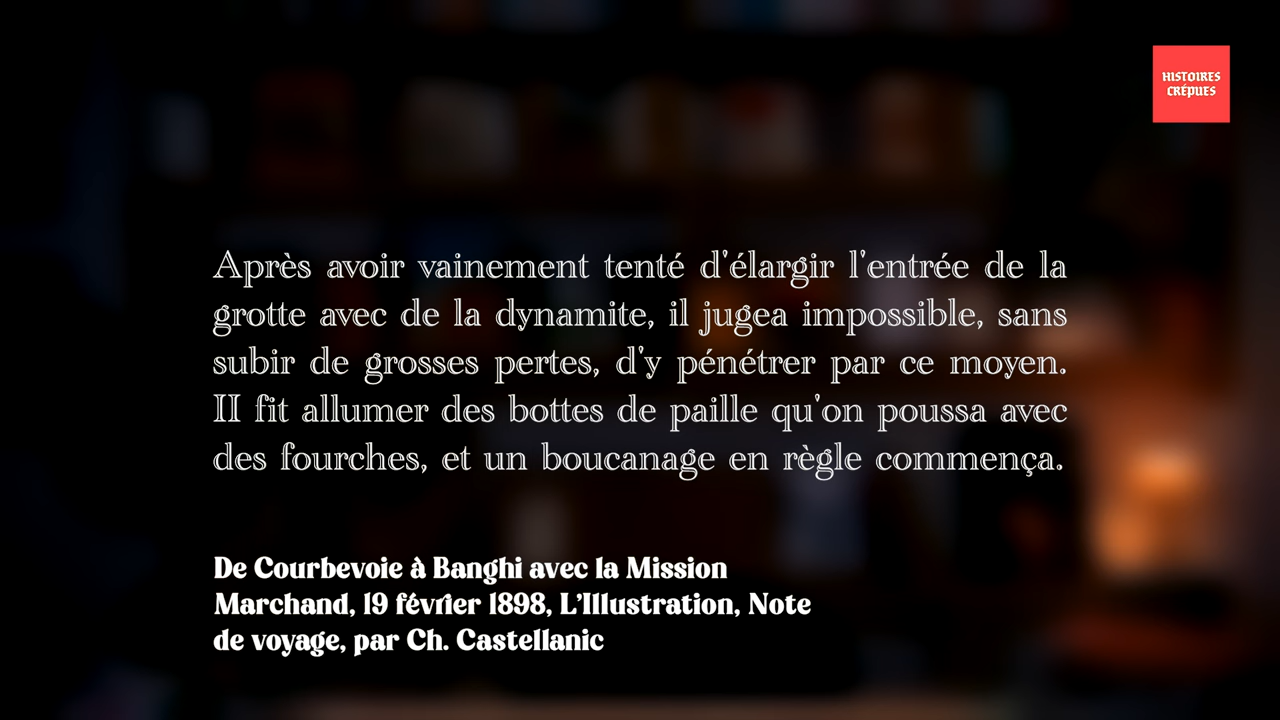 HISTOIRES
CRÉPUES
Après avoir vainement tenté d'élargir l'entrée de la
grotte avec de la dynamite, il jugea impossible, sans
subir de grosses pertes, d'y pénétrer par ce moyen.
II fit allumer des bottes de paille qu'on poussa avec
des fourches, et un boucanage en règle commença.
De Courbevoie à Banghi avec la Mission
Marchand, 19 février 1898, L'Illustration, Note
de voyage, par Ch. Castellanic